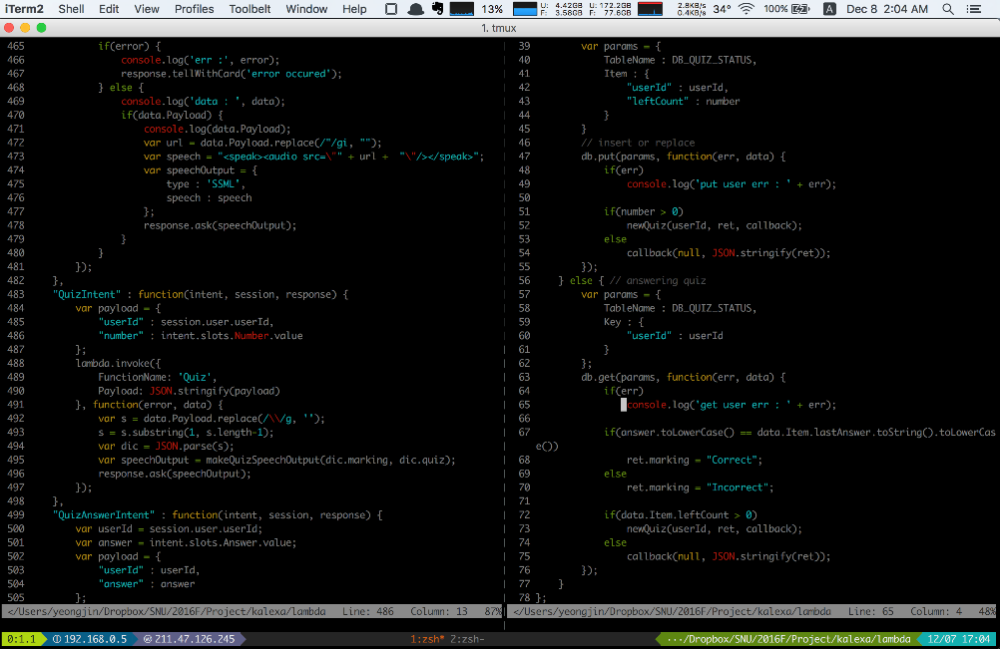 iTerm2 Shell Edit View Profiles Toolbelt Window Help 13% U: 4.42GB U: 172.2GB 2.8KB/s 34° 100% A Dec 8 2:04 AM
F: 3.58GB F: 77.6GB 0.4KB/s
1. tmux
465 if(error) {
466 console.log('err :', error);
467 response.tellWithCard('error occured');
468 } else {
469 console.log('data : ', data);
470 if(data.Payload) {
471 console.log(data.Payload);
472 var url = data.Payload.replace(/"/gi, "");
473 var speech = "<speak><audio src=\"" + url + "\"/></speak>";
474 var speechOutput = {
475 type : 'SSML',
476 speech : speech
477 };
478 response.ask(speechOutput);
479 }
480 }
481 });
482 },
483 "QuizIntent" : function(intent, session, response) {
484 var payload = {
485 "userId" : session.user.userId,
486 "number" : intent.slots.Number.value
487 };
488 lambda.invoke({
489 FunctionName: 'Quiz',
490 Payload: JSON.stringify(payload)
491 }, function(error, data) {
492 var s = data.Payload.replace(/\\/g, '');
493 s = s.substring(1, s.length-1);
494 var dic = JSON.parse(s);
495 var speechOutput = makeQuizSpeechOutput(dic.marking, dic.quiz);
496 response.ask(speechOutput);
497 });
498 },
499 "QuizAnswerIntent" : function(intent, session, response) {
500 var userId = session.user.userId;
501 var answer = intent.slots.Answer.value;
502 var payload = {
503 "userId" : userId,
504 "answer" : answer
505 };
</Users/yeongjin/Dropbox/SNU/2016F/Project/kalexa/lambda Line: 486 Column: 13 87%
39 var params = {
40 TableName : DB_QUIZ_STATUS,
41 Item : {
42 "userId" : userId,
43 "leftCount" : number
44 }
45 }
46 // insert or replace
47 db.put(params, function(err, data) {
48 if(err)
49 console.log('put user err : ' + err);
50
51 if(number > 0)
52 newQuiz(userId, ret, callback);
53 else
54 callback(null, JSON.stringify(ret));
55 });
56 } else { // answering quiz
57 var params = {
58 TableName : DB_QUIZ_STATUS,
59 Key : {
60 "userId" : userId
61 }
62 };
63 db.get(params, function(err, data) {
64 if(err)
65 console.log('get user err : ' + err);
66
67 if(answer.toLowerCase() == data.Item.lastAnswer.toString().toLowerCas
e())
68 ret.marking = "Correct";
69 else
70 ret.marking = "Incorrect";
71
72 if(data.Item.leftCount > 0)
73 newQuiz(userId, ret, callback);
74 else
75 callback(null, JSON.stringify(ret));
76 });
77 }
78 };
</Users/yeongjin/Dropbox/SNU/2016F/Project/kalexa/lambda Line: 65 Column: 4 48%
0:1.1 192.168.0.5 211.47.126.245 1:zsh* 2:zsh- ···/Dropbox/SNU/2016F/Project/kalexa/lambda 12/07 17:04